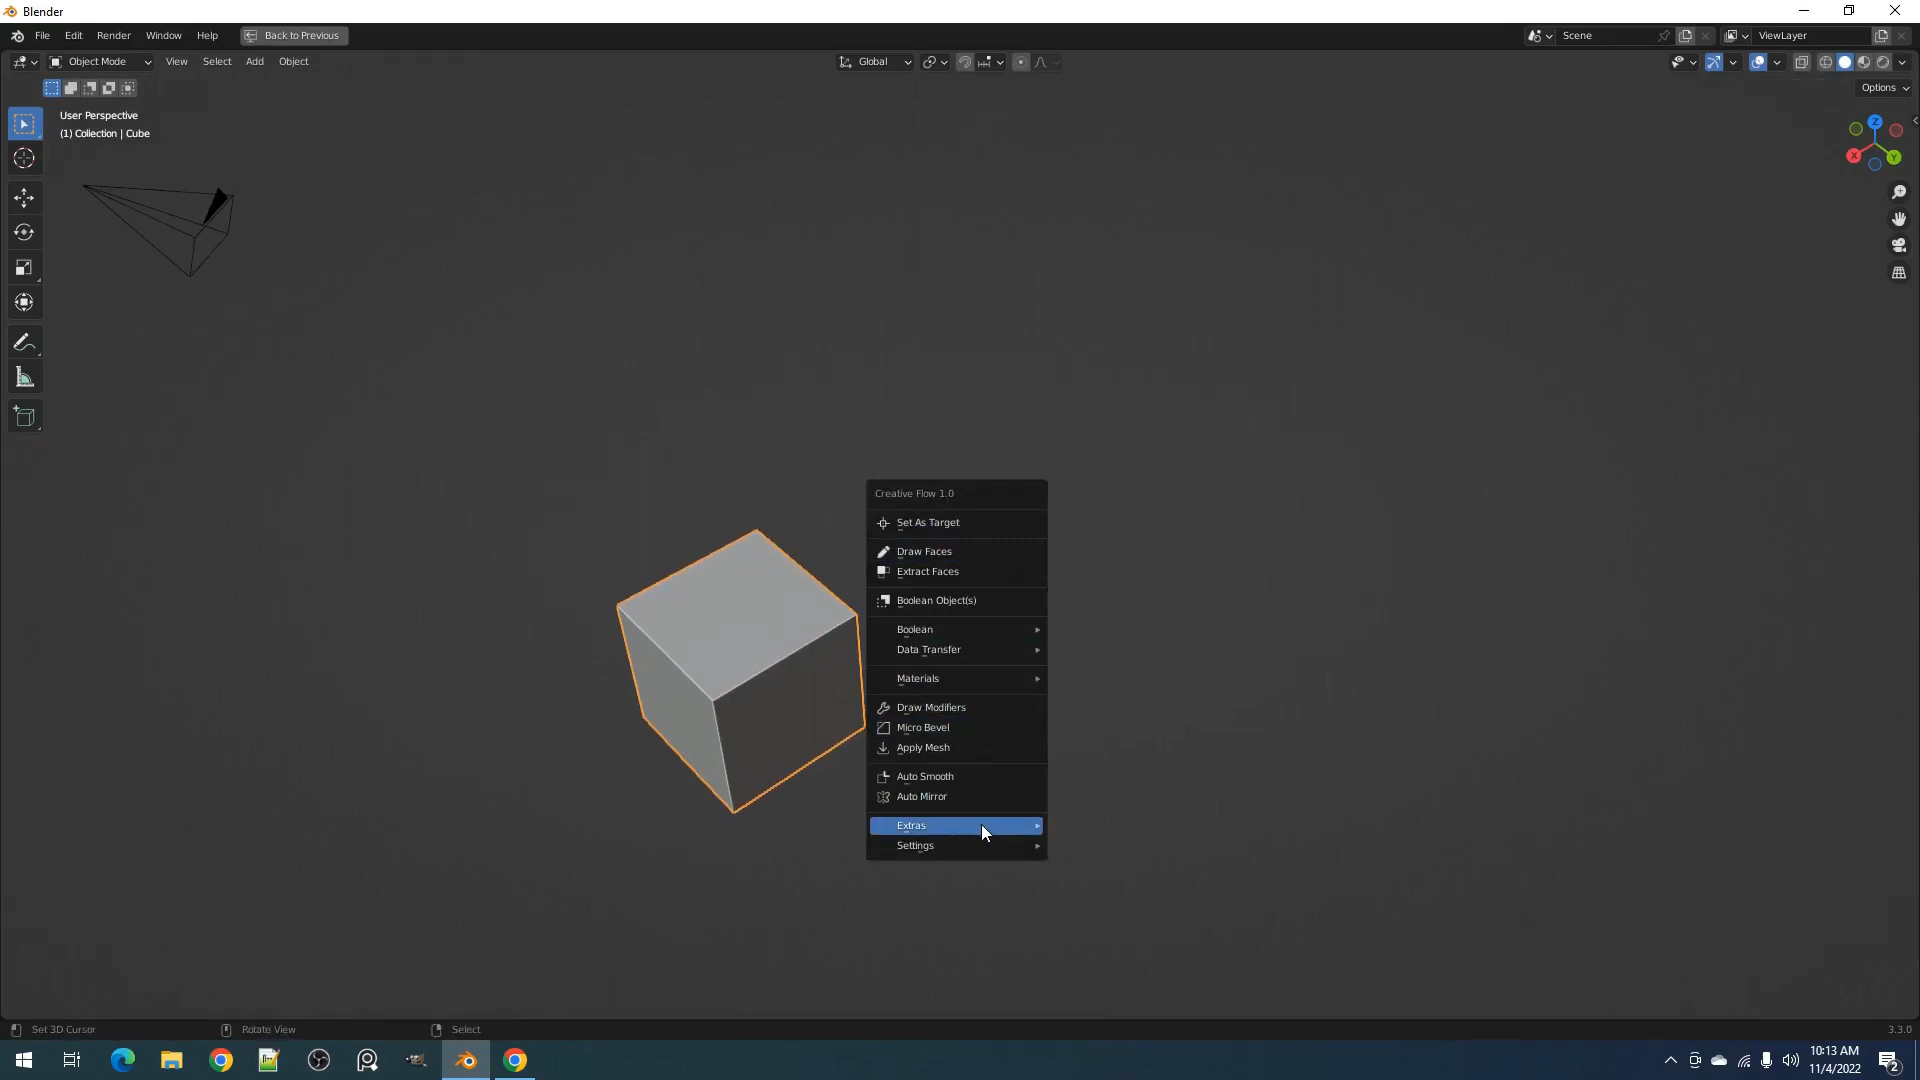 Blender
File Edit Render Window Help Back to Previous Scene ViewLayer
Object Mode View Select Add Object Global
Options
User Perspective
(1) Collection | Cube
Z
X
Y
Creative Flow 1.0
Set As Target
Draw Faces
Extract Faces
Boolean Object(s)
Boolean
Data Transfer
Materials
Draw Modifiers
Micro Bevel
Apply Mesh
Auto Smooth
Auto Mirror
Extras
Settings
Set 3D Cursor Rotate View Select 3.3.0
10:13 AM
11/4/2022
2